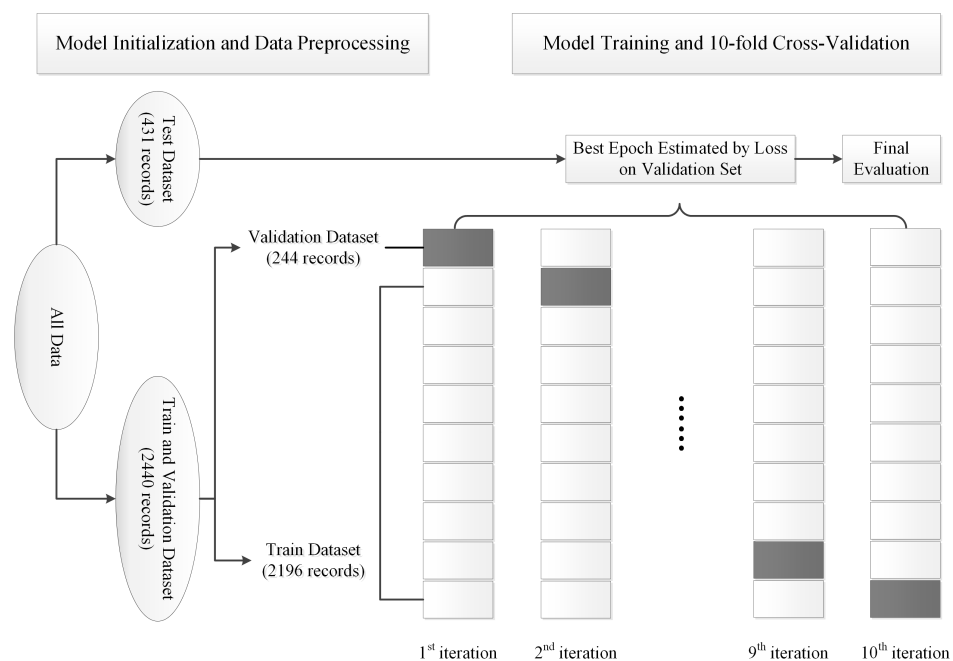 Model Initialization and Data Preprocessing
Model Training and 10-fold Cross-Validation
Test Dataset
(431 records)
Best Epoch Estimated by Loss
on Validation Set
Final
Evaluation
Validation Dataset
(244 records)
All Data
Train and Validation Dataset
(2440 records)
Train Dataset
(2196 records)
1st iteration
2nd iteration
9th iteration
10th iteration